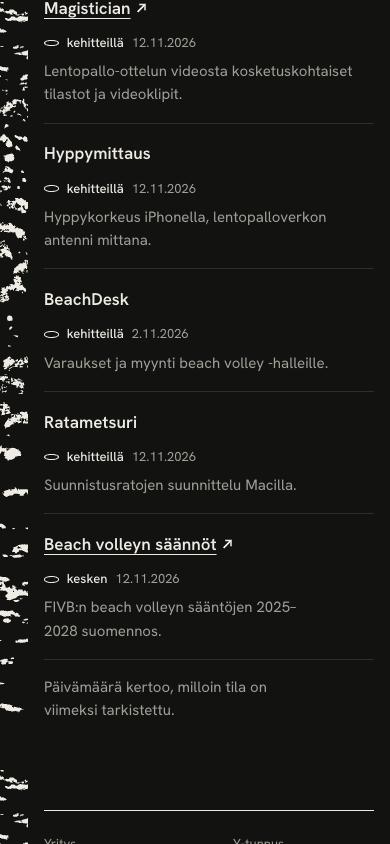 Magistician ↗
kehitteillä 12.11.2026
Lentopallo-ottelun videosta kosketuskohtaiset
tilastot ja videoklipit.
Hyppymittaus
kehitteillä 12.11.2026
Hyppykorkeus iPhonella, lentopalloverkon
antenni mittana.
BeachDesk
kehitteillä 2.11.2026
Varaukset ja myynti beach volley -halleille.
Ratametsuri
kehitteillä 12.11.2026
Suunnistusratojen suunnittelu Macilla.
Beach volleyn säännöt ↗
kesken 12.11.2026
FIVB:n beach volleyn sääntöjen 2025–
2028 suomennos.
Päivämäärä kertoo, milloin tila on
viimeksi tarkistettu.
Yritys Y-tunnus